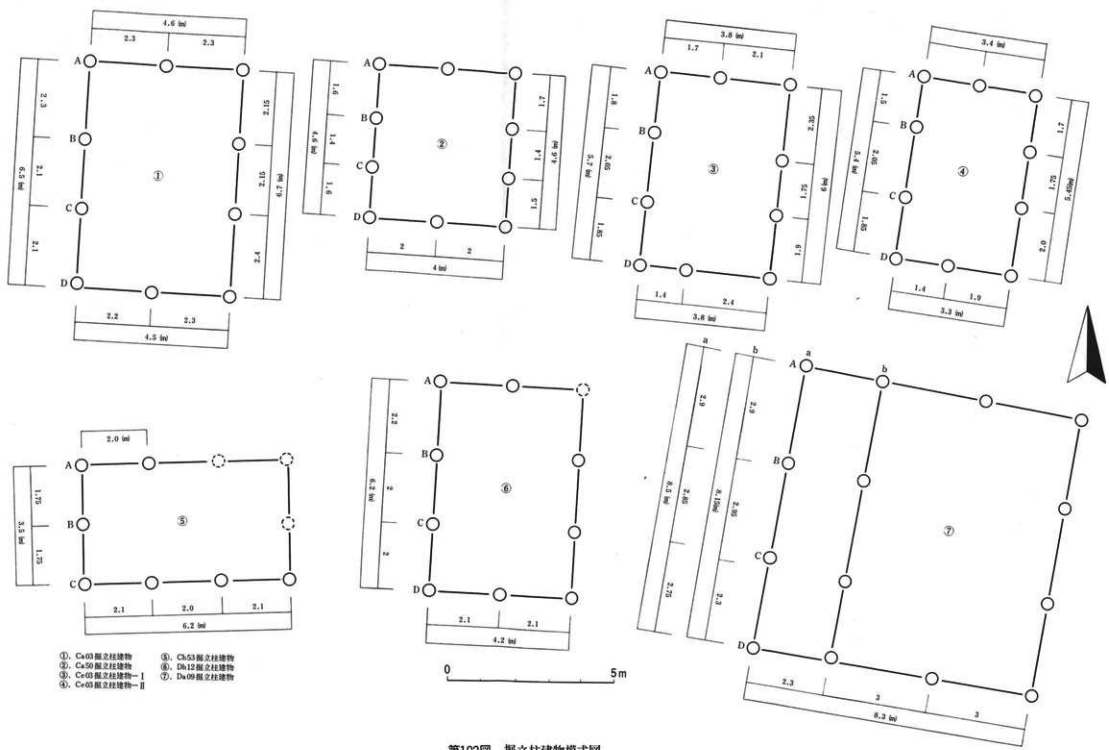 4.6 (m)
2.3 2.3
A
B
C
D
2.3
2.1
2.1
6.5 (m)
2.15
2.15
2.4
6.7 (m)
①
2.2 2.3
4.5 (m)
A
B
C
D
1.6
1.4
1.6
4.6 (m)
1.7
1.4
1.5
4.6 (m)
②
2 2
4 (m)
3.8 (m)
1.7 2.1
A
B
C
D
1.8
2.05
1.85
5.7 (m)
2.35
1.75
1.9
6 (m)
③
1.4 2.4
3.8 (m)
3.4 (m)
A
B
C
D
1.5
2.05
1.85
5.4 (m)
1.7
1.75
2.0
5.45(m)
④
1.4 1.9
3.3 (m)
2.0 (m)
A
B
C
1.75
1.75
3.5 (m)
⑤
2.1 2.0 2.1
6.2 (m)
A
B
C
D
2.2
2
2
6.2 (m)
⑥
2.1 2.1
4.2 (m)
a
b
a
b
A
B
C
D
2.9
2.85
2.75
8.5 (m)
2.9
2.95
2.3
8.15(m)
⑦
2.3 3 3
8.3 (m)
①. Ca03掘立柱建物
②. Ca50掘立柱建物
③. Ce03掘立柱建物ーI
④. Ce03掘立柱建物ーII
⑤. Ch53掘立柱建物
⑥. Dh12掘立柱建物
⑦. Da09掘立柱建物
0 5m
第102図 掘立柱建物模式図